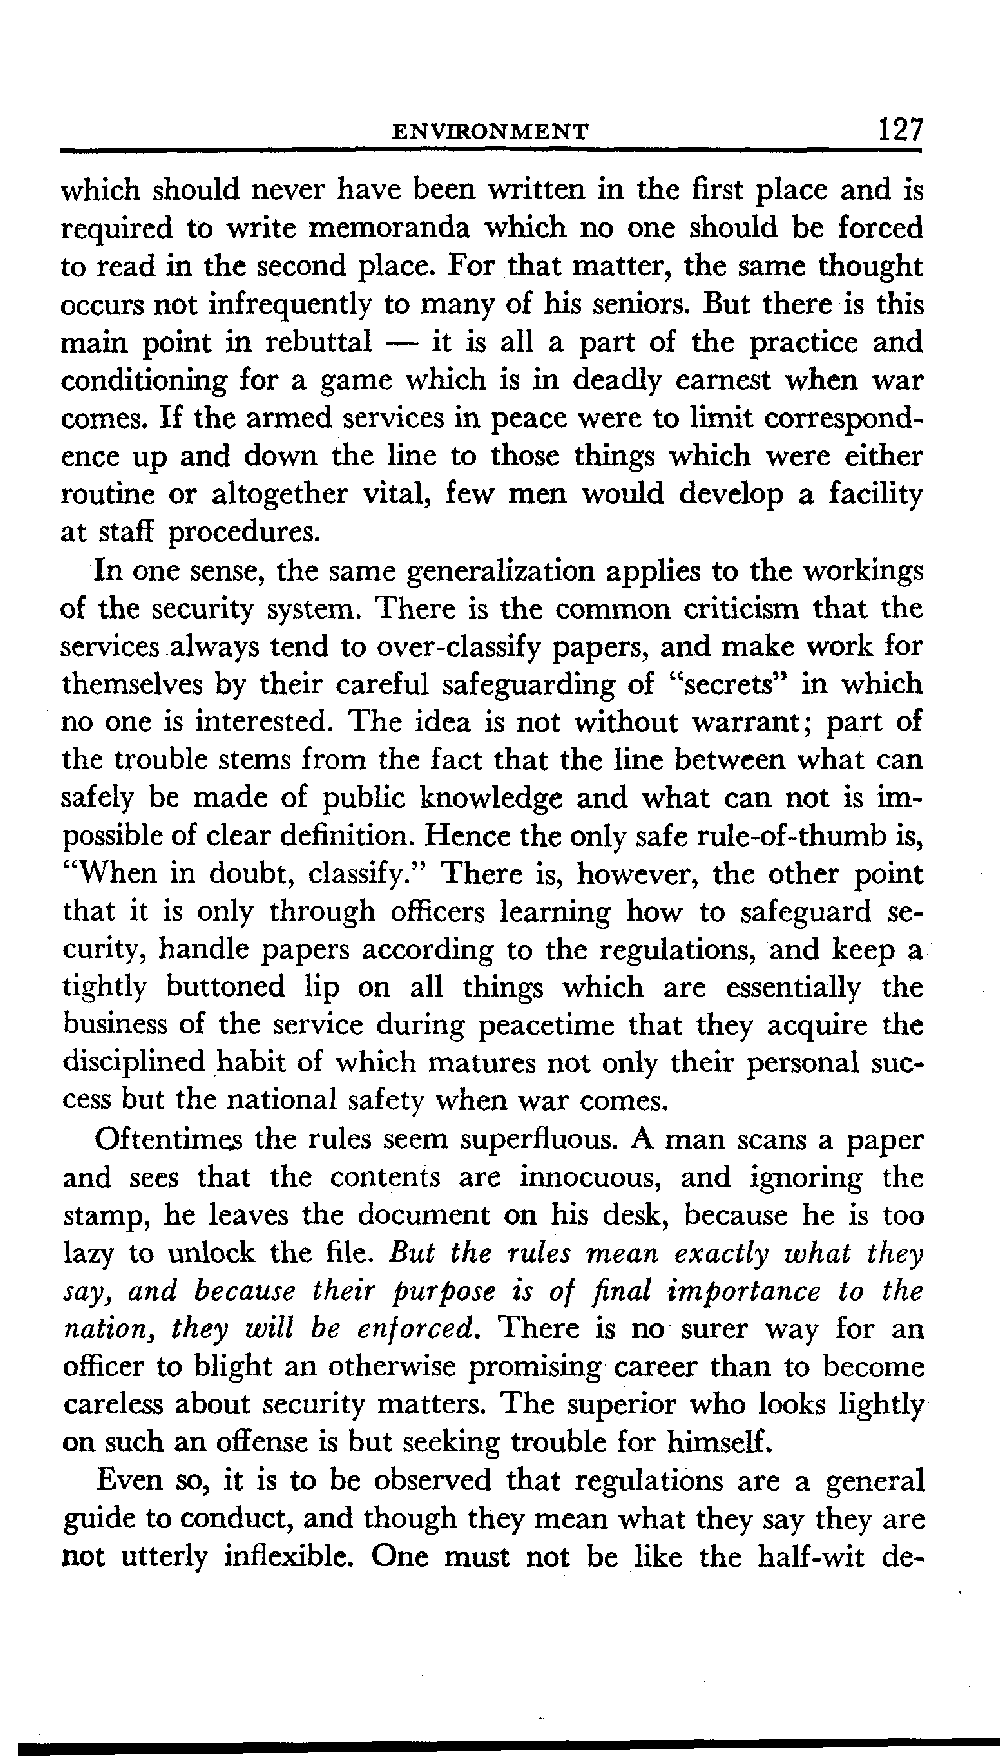 ENVIRONMENT 127
which should never have been written in the first place and is
required to write memoranda which no one should be forced
to read in the second place. For that matter, the same thought
occurs not infrequently to many of his seniors. But there is this
main point in rebuttal — it is all a part of the practice and
conditioning for a game which is in deadly earnest when war
comes. If the armed services in peace were to limit correspond-
ence up and down the line to those things which were either
routine or altogether vital, few men would develop a facility
at staff procedures.
In one sense, the same generalization applies to the workings
of the security system. There is the common criticism that the
services always tend to over-classify papers, and make work for
themselves by their careful safeguarding of “secrets” in which
no one is interested. The idea is not without warrant; part of
the trouble stems from the fact that the line between what can
safely be made of public knowledge and what can not is im-
possible of clear definition. Hence the only safe rule-of-thumb is,
“When in doubt, classify.” There is, however, the other point
that it is only through officers learning how to safeguard se-
curity, handle papers according to the regulations, and keep a
tightly buttoned lip on all things which are essentially the
business of the service during peacetime that they acquire the
disciplined habit of which matures not only their personal suc-
cess but the national safety when war comes.
Oftentimes the rules seem superfluous. A man scans a paper
and sees that the contents are innocuous, and ignoring the
stamp, he leaves the document on his desk, because he is too
lazy to unlock the file. But the rules mean exactly what they
say, and because their purpose is of final importance to the
nation, they will be enforced. There is no surer way for an
officer to blight an otherwise promising career than to become
careless about security matters. The superior who looks lightly
on such an offense is but seeking trouble for himself.
Even so, it is to be observed that regulations are a general
guide to conduct, and though they mean what they say they are
not utterly inflexible. One must not be like the half-wit de-